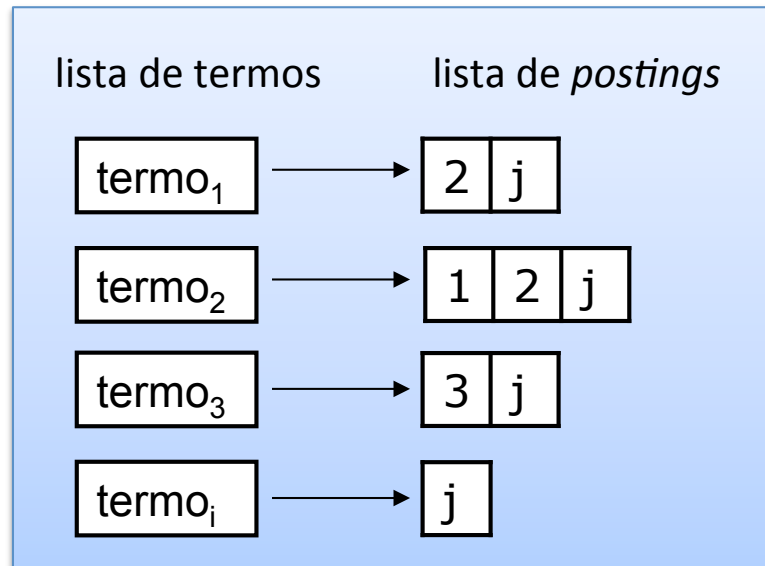 lista de termos lista de postings
termo₁ 2 j
termo₂ 1 2 j
termo₃ 3 j
termoᵢ j